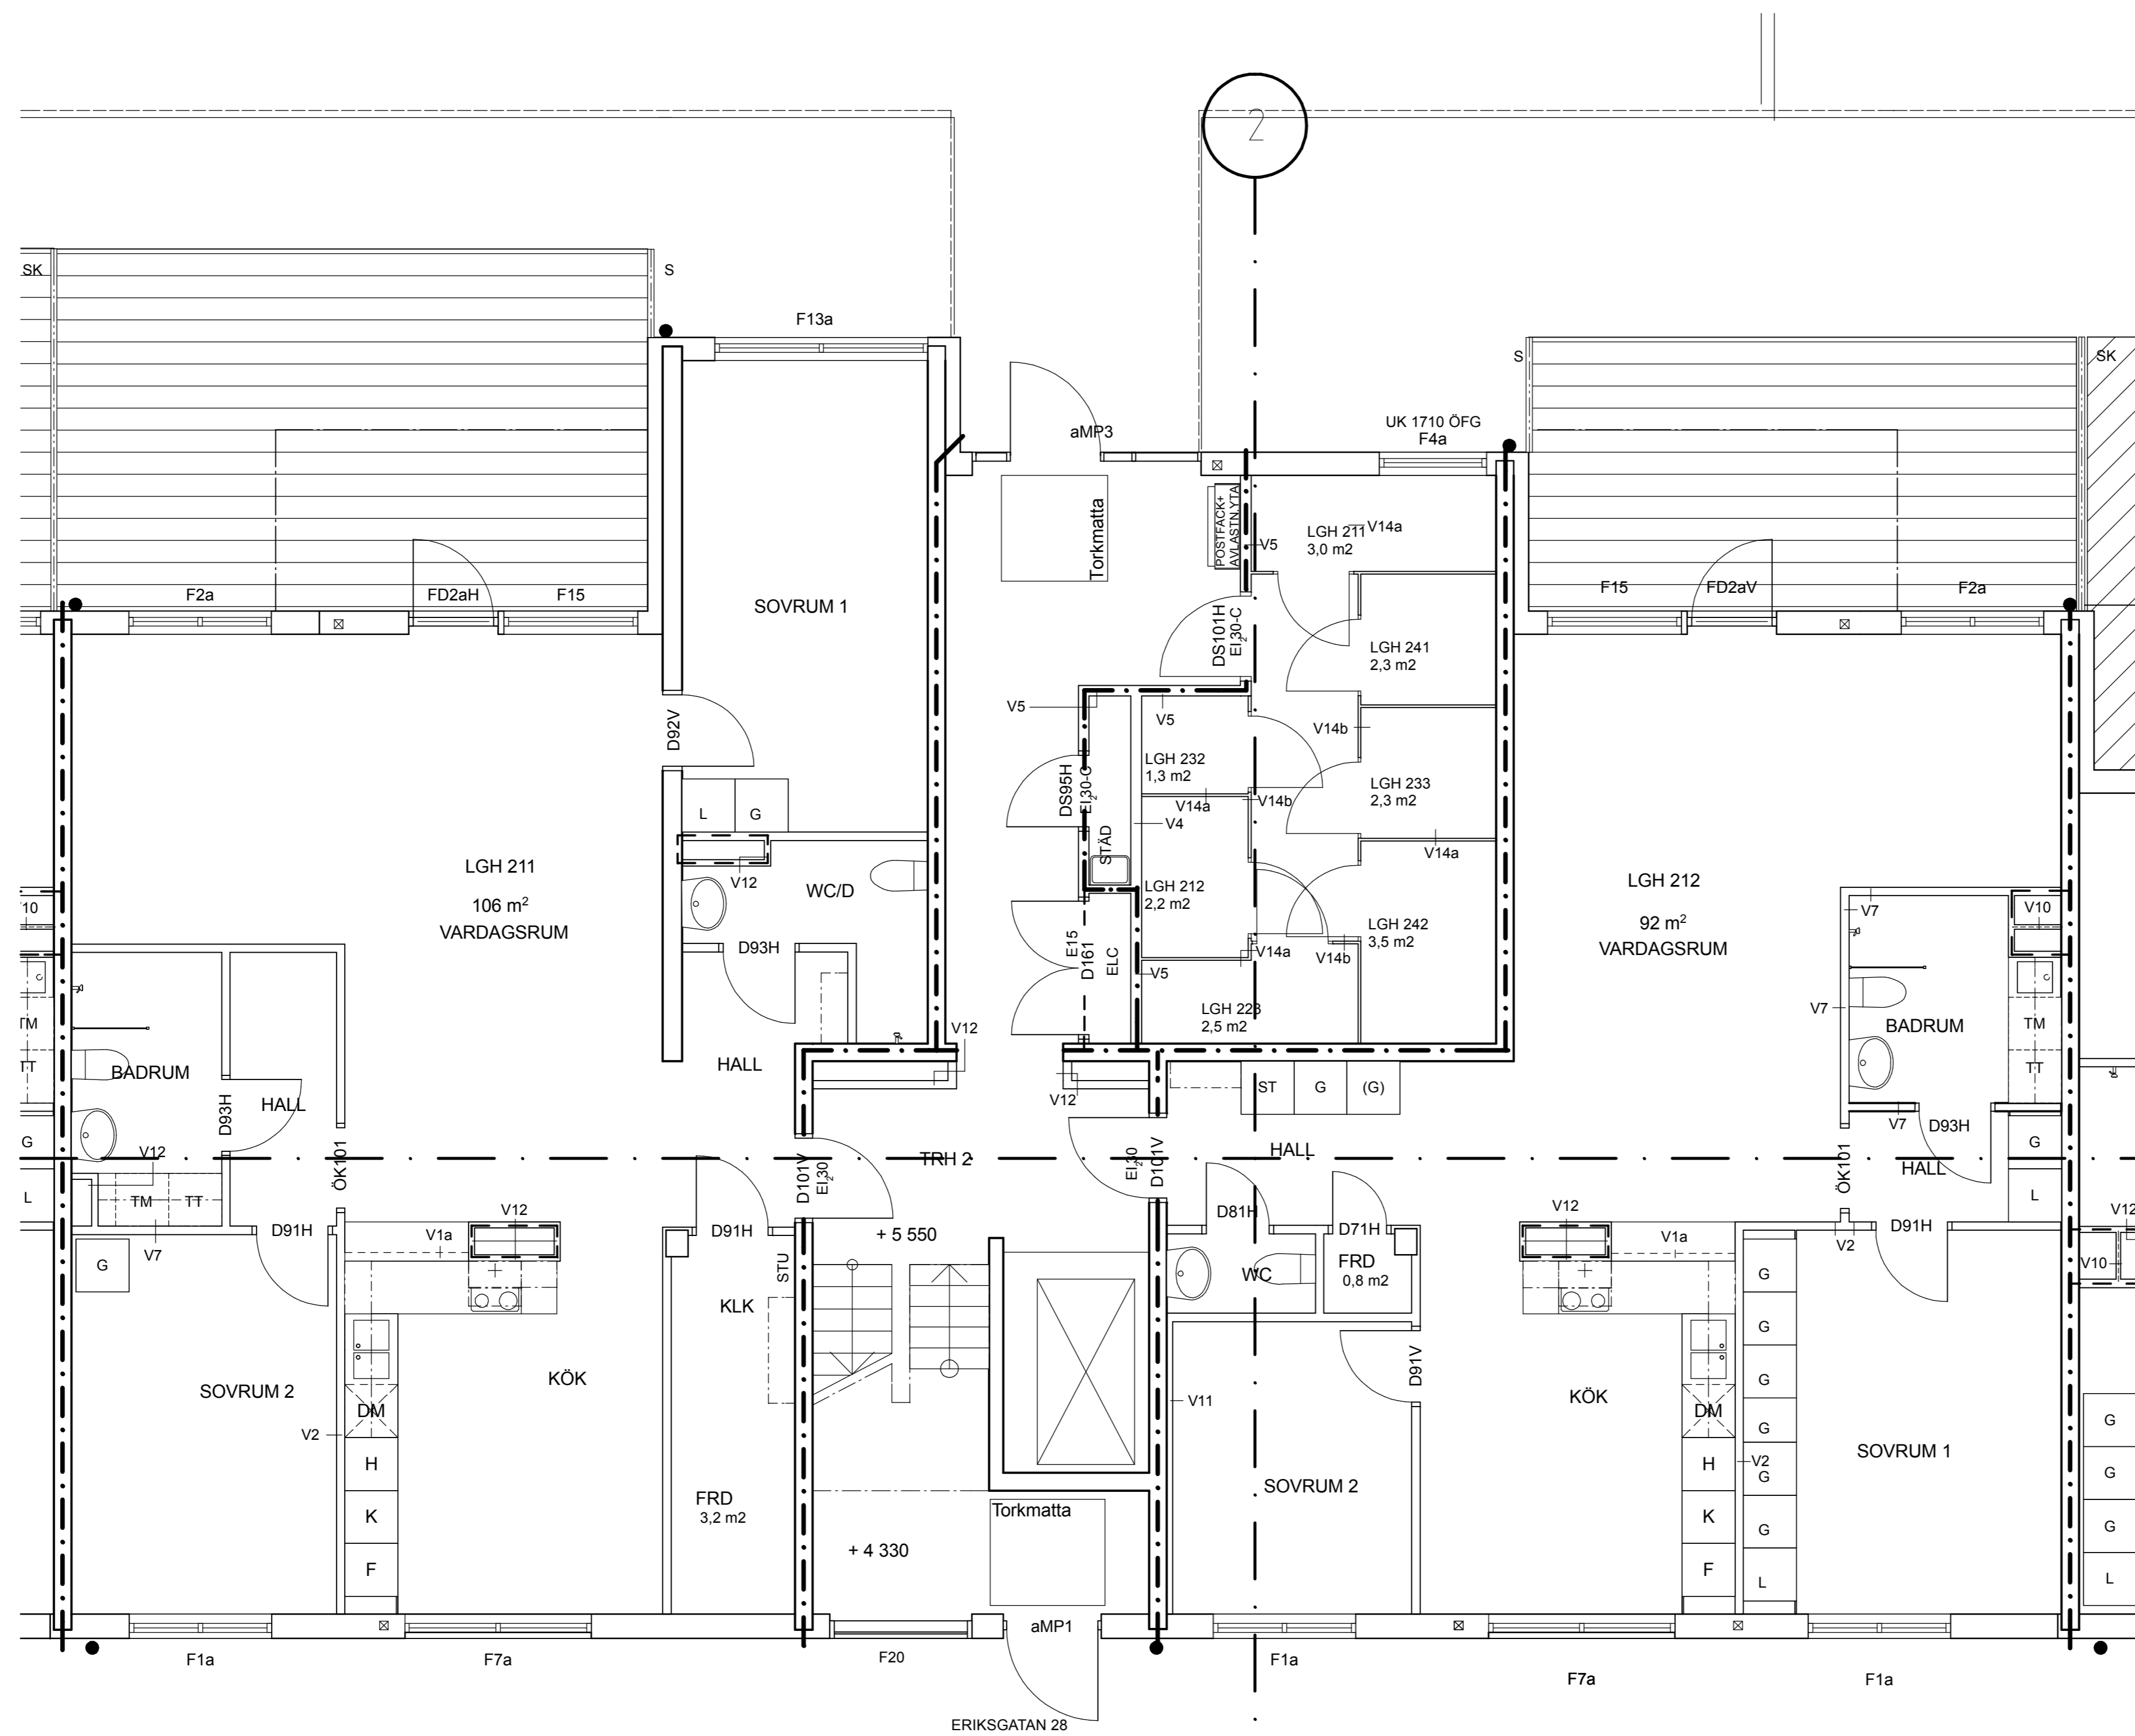 2
SK
S
F13a
S
SK
aMP3
UK 1710 ÖFG
F4a
Torkmatta
POSTFACK+
AVLASTN.YTA
V5
LGH 211
3,0 m2
V14a
F2a
FD2aH
F15
SOVRUM 1
DS101H
EI₂30-C
F15
FD2aV
F2a
LGH 241
2,3 m2
D92V
V5
V5
V14b
LGH 232
1,3 m2
DS95H
EI₂30-C
LGH 233
2,3 m2
V14a
V14b
L
G
V4
STÄD
V14a
LGH 211
106 m²
VARDAGSRUM
V12
WC/D
LGH 212
2,2 m2
LGH 212
92 m²
VARDAGSRUM
V10
V7
V10
D93H
E15
D161
ELC
V14a
LGH 242
3,5 m2
V14b
V5
TM
TT
LGH 223
2,5 m2
V7
BADRUM
TM
TT
V12
BADRUM
HALL
D93H
HALL
V12
ST
G
(G)
V7
D93H
G
G
V12
ÖK101
D101V
EI₂30
TRH 2
EI₂30
D101V
HALL
ÖK101
HALL
L
TM
TT
L
V7
D91H
V12
V1a
D91H
+ 5 550
D81H
D71H
V12
V1a
V2
D91H
V12
G
STU
KLK
WC
FRD
0,8 m2
G
V10
G
D91V
G
SOVRUM 2
KÖK
DM
V2
V11
KÖK
DM
G
G
H
H
V2
G
SOVRUM 1
G
SOVRUM 2
FRD
3,2 m2
Torkmatta
K
K
G
G
F
+ 4 330
F
L
L
F1a
F7a
F20
aMP1
F1a
F7a
F1a
ERIKSGATAN 28